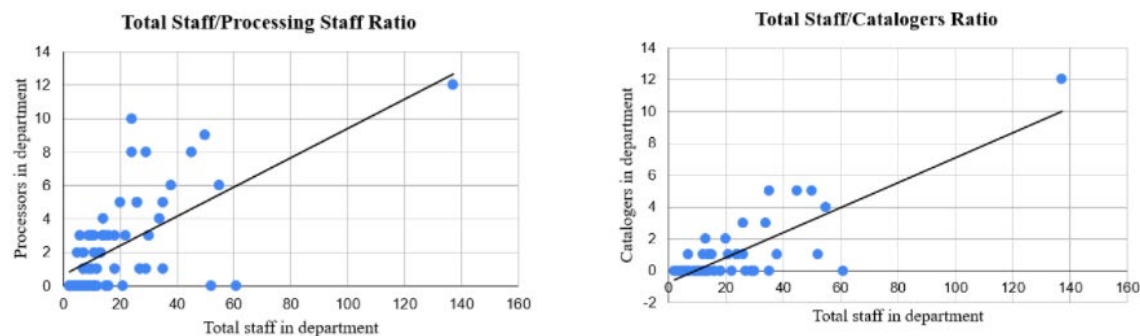 Total Staff/Processing Staff Ratio
14
12
10
8
6
4
2
0
Processors in department
0 20 40 60 80 100 120 140 160
Total staff in department
Total Staff/Catalogers Ratio
14
12
10
8
6
4
2
0
-2
Catalogers in department
0 20 40 60 80 100 120 140 160
Total staff in department